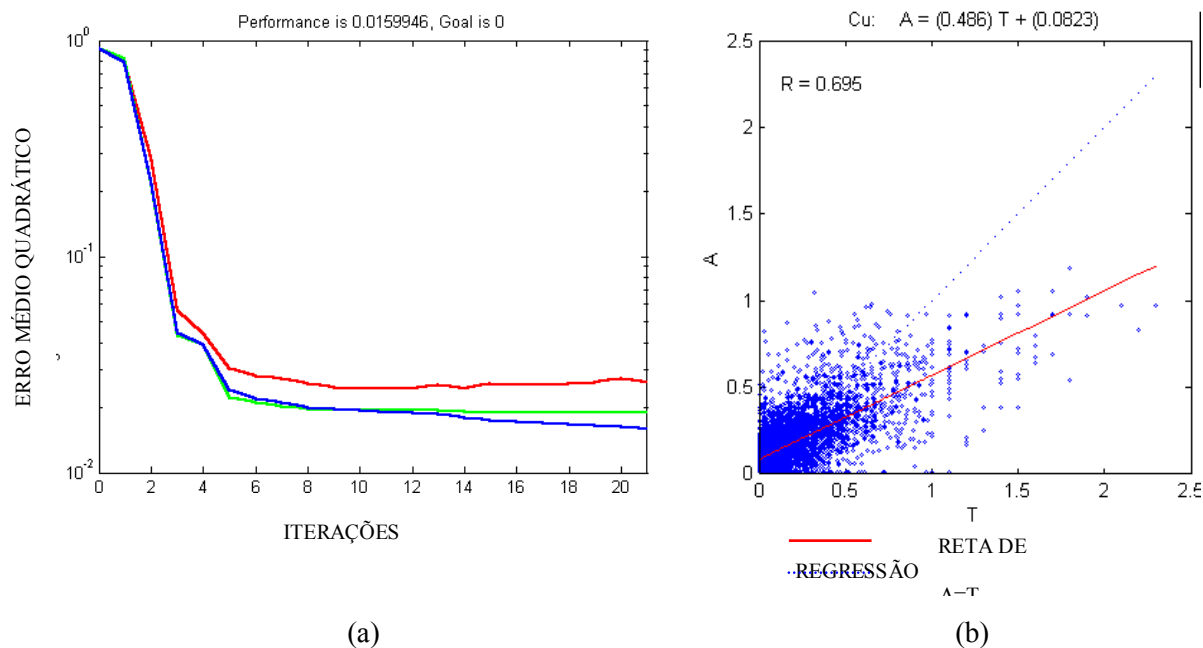 Performance is 0.0159946, Goal is 0
10^0
10^-1
10^-2
ERRO MÉDIO QUADRÁTICO
0 2 4 6 8 10 12 14 16 18 20
ITERAÇÕES
(a)
Cu: A = (0.486) T + (0.0823)
R = 0.695
2.5
2
1.5
1
0.5
0
A
0 0.5 1 1.5 2 2.5
T
RETA DE
REGRESSÃO
A=T
(b)